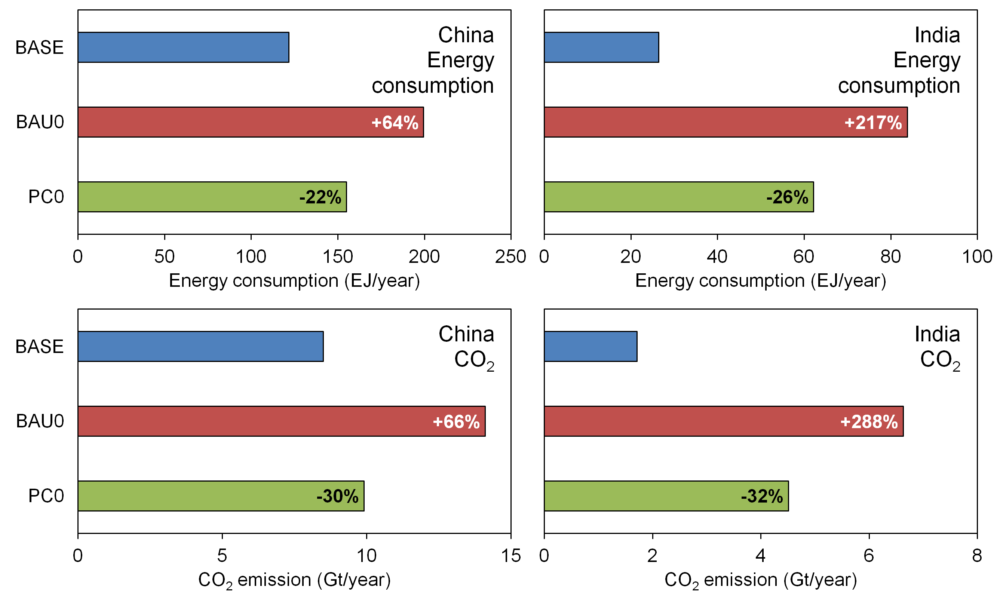 China
Energy
consumption
BASE
BAU0
PC0
+64%
-22%
0 50 100 150 200 250
Energy consumption (EJ/year)
India
Energy
consumption
+217%
-26%
0 20 40 60 80 100
Energy consumption (EJ/year)
China
CO₂
BASE
BAU0
PC0
+66%
-30%
0 5 10 15
CO₂ emission (Gt/year)
India
CO₂
+288%
-32%
0 2 4 6 8
CO₂ emission (Gt/year)